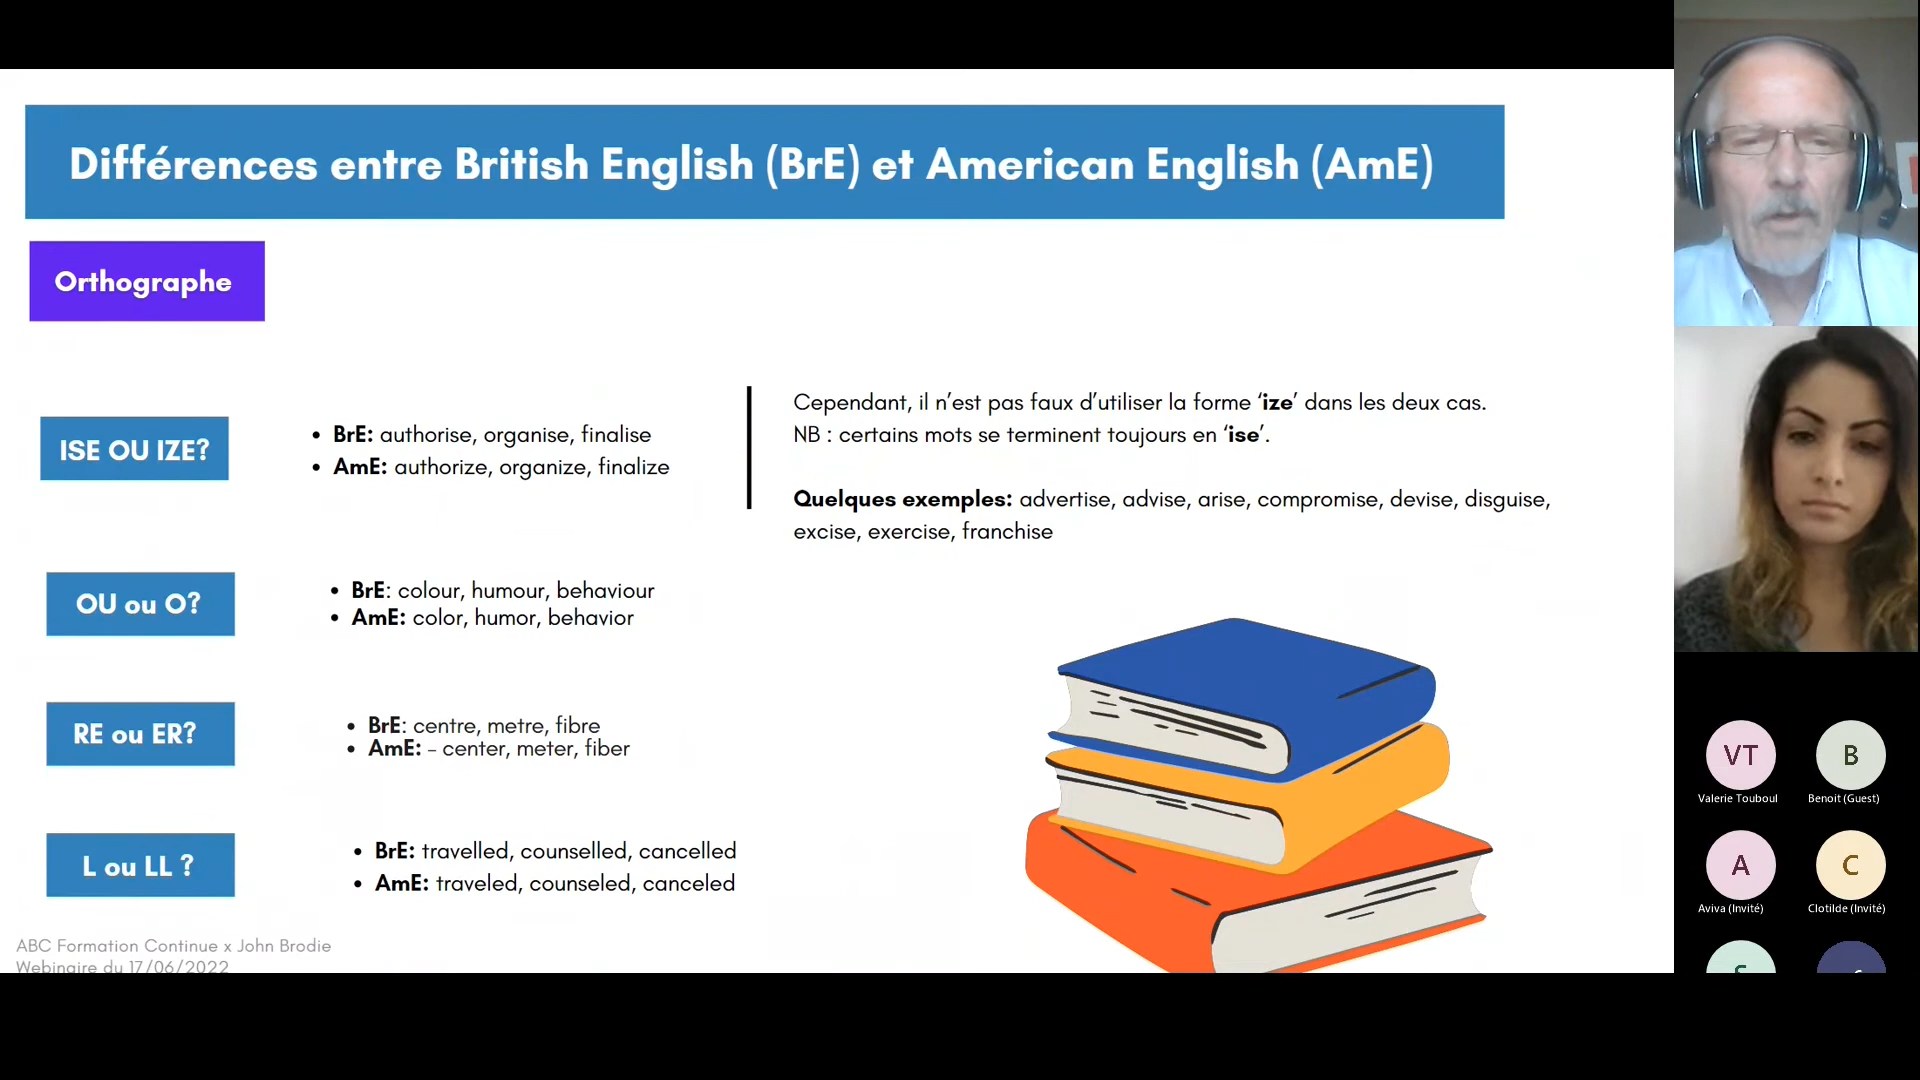 Différences entre British English (BrE) et American English (AmE)
Orthographe
ISE OU IZE?
• BrE: authorise, organise, finalise
• AmE: authorize, organize, finalize
Cependant, il n’est pas faux d’utiliser la forme ‘ize’ dans les deux cas.
NB : certains mots se terminent toujours en ‘ise’.
Quelques exemples: advertise, advise, arise, compromise, devise, disguise,
excise, exercise, franchise
OU ou O?
• BrE: colour, humour, behaviour
• AmE: color, humor, behavior
RE ou ER?
• BrE: centre, metre, fibre
• AmE: - center, meter, fiber
L ou LL ?
• BrE: travelled, counselled, cancelled
• AmE: traveled, counseled, canceled
ABC Formation Continue x John Brodie
Webinaire du 17/06/2022
VT
Valerie Touboul
B
Benoit (Guest)
A
Aviva (Invité)
C
Clotilde (Invité)